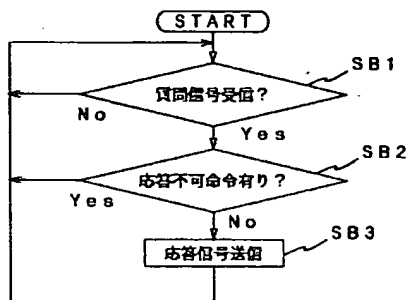 START
SB1
質問信号受信?
No
Yes
SB2
応答不可命令有り?
Yes
No
SB3
応答信号送信